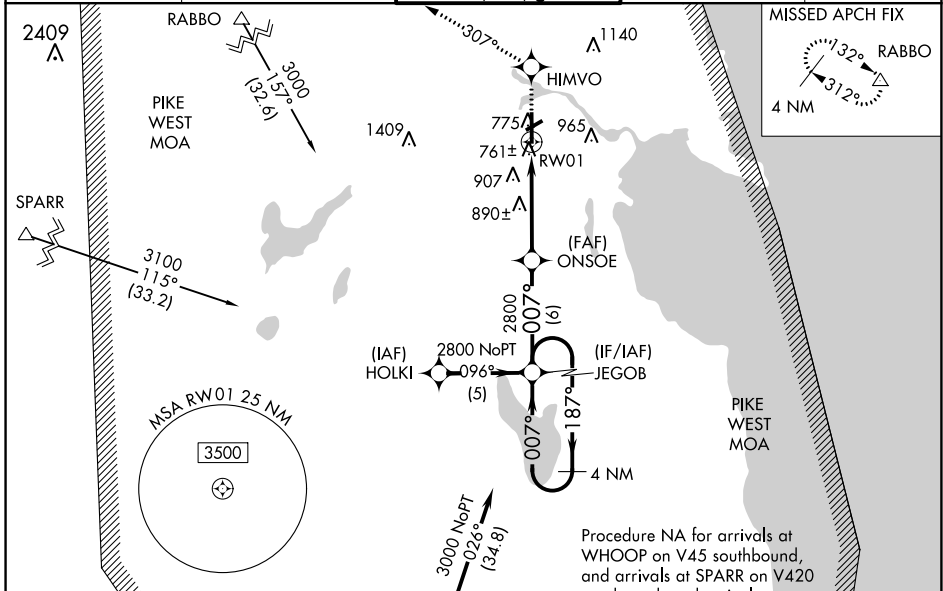 2409
RABBO
3000
157°
(32.6)
PIKE
WEST
MOA
307°
1140
HIMVO
MISSED APCH FIX
132°
RABBO
312°
4 NM
1409
775
965
761±
RW01
907
890±
SPARR
3100
115°
(33.2)
(FAF)
ONSOE
2800
007°
(6)
(IAF)
HOLKI
2800 NoPT
096°
(5)
(IF/IAF)
JEGOB
007°
187°
4 NM
MSA RW01 25 NM
3500
PIKE
WEST
MOA
3000 NoPT
026°
(34.8)
Procedure NA for arrivals at
WHOOP on V45 southbound,
and arrivals at SPARR on V420